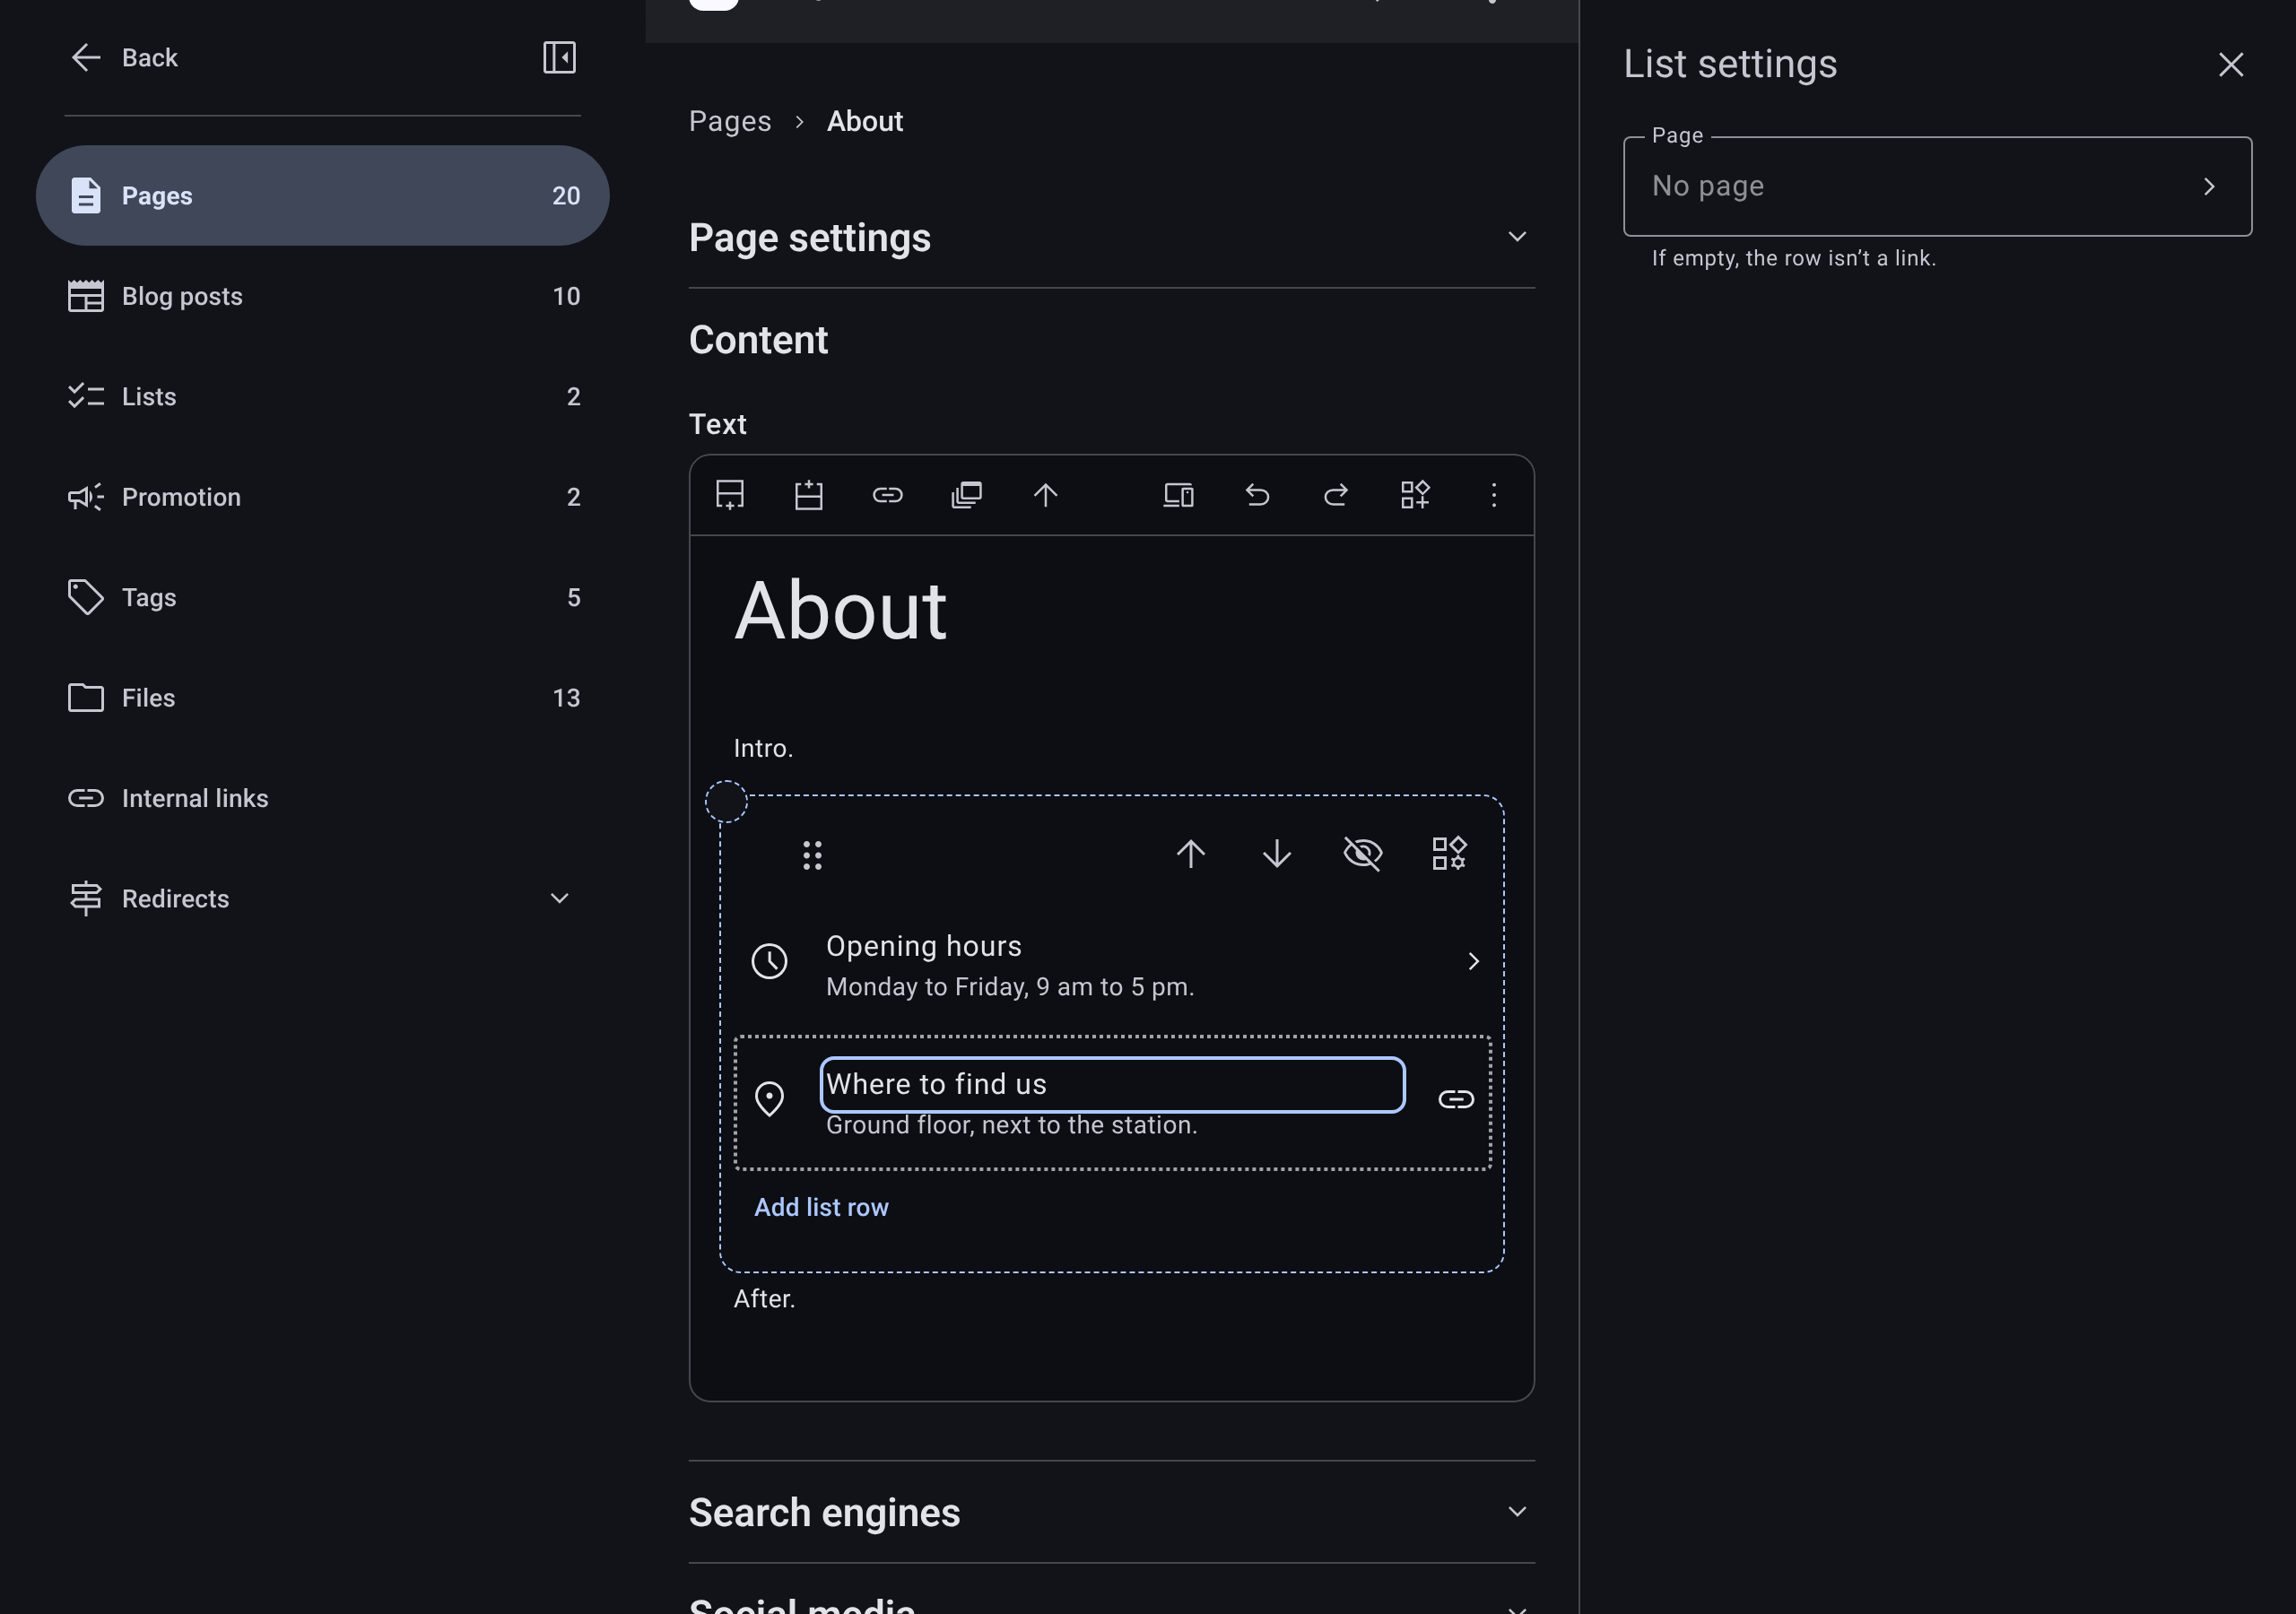 Back
Pages 20
Blog posts 10
Lists 2
Promotion 2
Tags 5
Files 13
Internal links
Redirects
Pages > About
Page settings
Content
Text
About
Intro.
Opening hours
Monday to Friday, 9 am to 5 pm.
Where to find us
Ground floor, next to the station.
Add list row
After.
Search engines
Social media
List settings
Page
No page
If empty, the row isn’t a link.